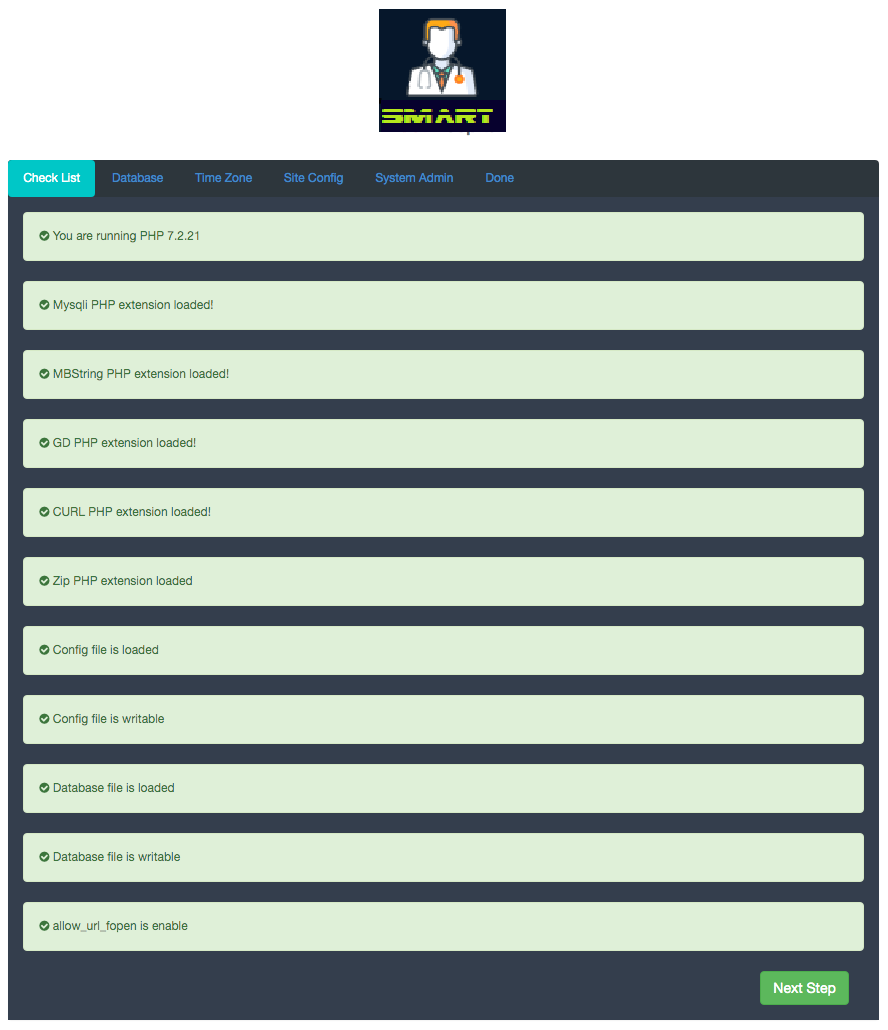 SMART
Check List Database Time Zone Site Config System Admin Done
You are running PHP 7.2.21
Mysqli PHP extension loaded!
MBString PHP extension loaded!
GD PHP extension loaded!
CURL PHP extension loaded!
Zip PHP extension loaded
Config file is loaded
Config file is writable
Database file is loaded
Database file is writable
allow_url_fopen is enable
Next Step